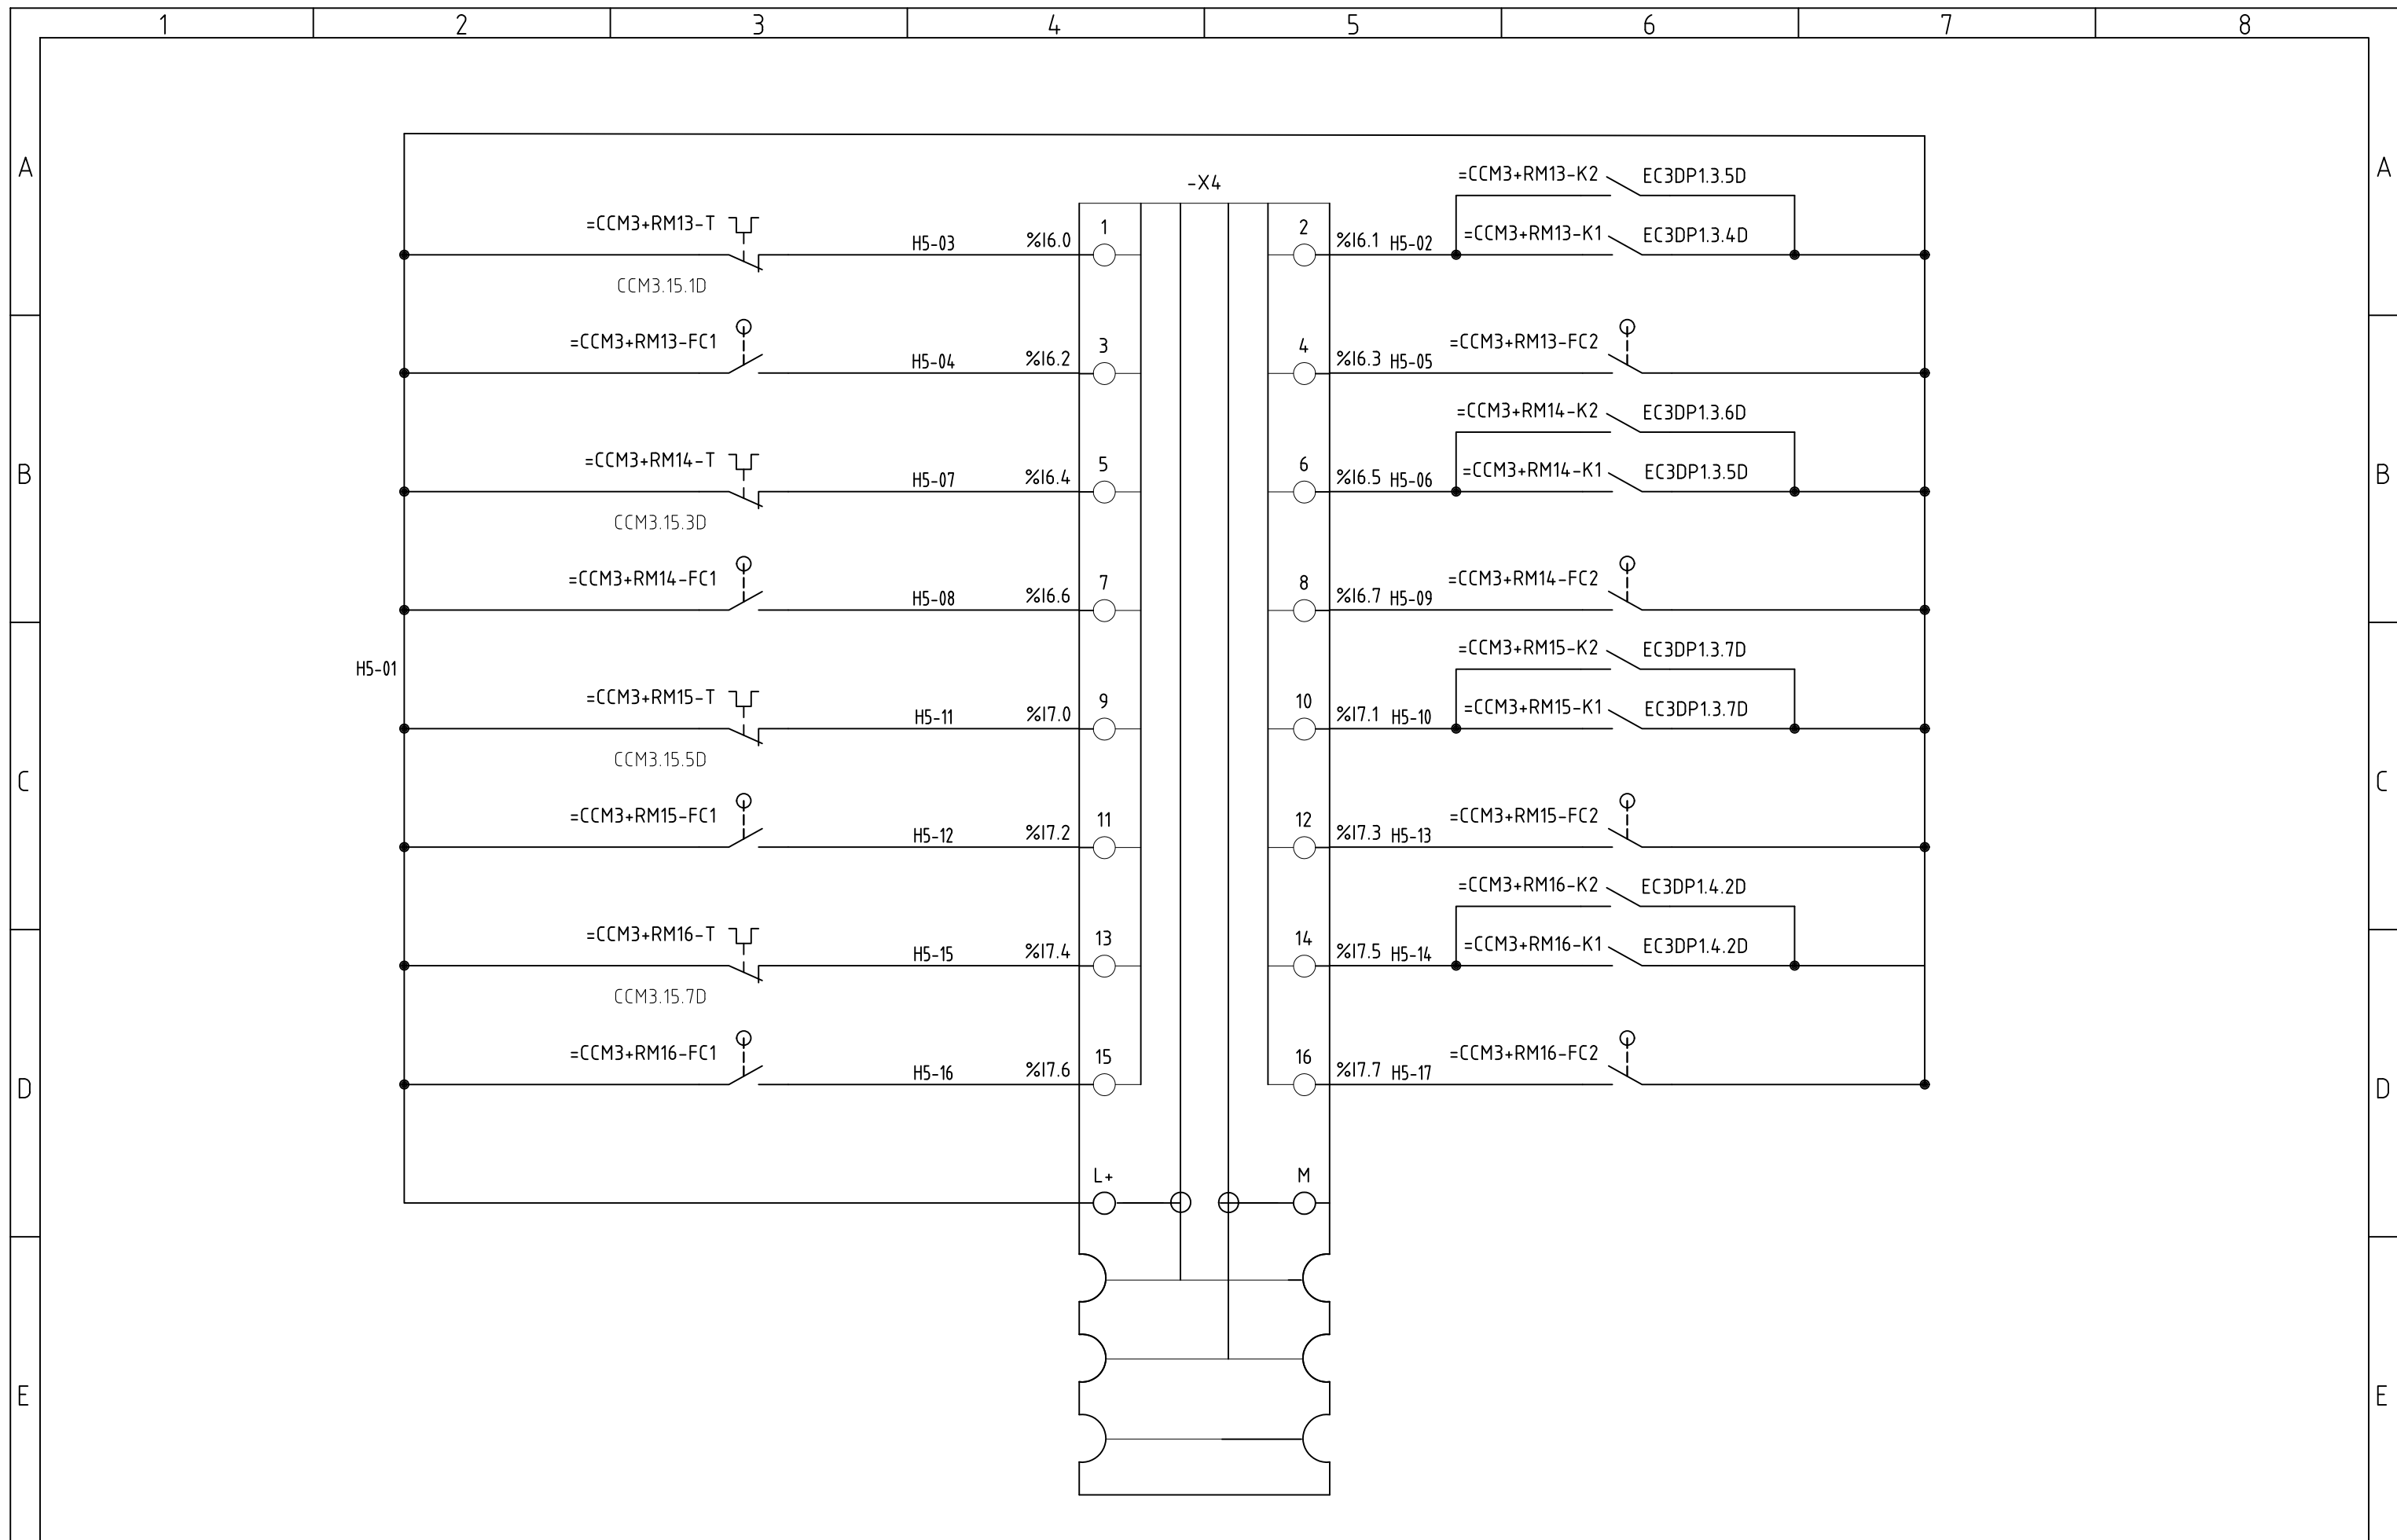 1 2 3 4 5 6 7 8
A A
-X4
=CCM3+RM13-K2 EC3DP1.3.5D
=CCM3+RM13-T 1 2
H5-03 %I6.0 %I6.1 H5-02 =CCM3+RM13-K1 EC3DP1.3.4D
CCM3.15.1D
=CCM3+RM13-FC1 3 4 =CCM3+RM13-FC2
H5-04 %I6.2 %I6.3 H5-05
=CCM3+RM14-K2 EC3DP1.3.6D
B B
=CCM3+RM14-T 5 6
H5-07 %I6.4 %I6.5 H5-06 =CCM3+RM14-K1 EC3DP1.3.5D
CCM3.15.3D
=CCM3+RM14-FC1 7 8 =CCM3+RM14-FC2
H5-08 %I6.6 %I6.7 H5-09
=CCM3+RM15-K2 EC3DP1.3.7D
H5-01
=CCM3+RM15-T 9 10
H5-11 %I7.0 %I7.1 H5-10 =CCM3+RM15-K1 EC3DP1.3.7D
CCM3.15.5D
C C
=CCM3+RM15-FC1 11 12 =CCM3+RM15-FC2
H5-12 %I7.2 %I7.3 H5-13
=CCM3+RM16-K2 EC3DP1.4.2D
=CCM3+RM16-T 13 14
H5-15 %I7.4 %I7.5 H5-14 =CCM3+RM16-K1 EC3DP1.4.2D
CCM3.15.7D
=CCM3+RM16-FC1 15 16 =CCM3+RM16-FC2
H5-16 %I7.6 %I7.7 H5-17
D D
L+ M
E E